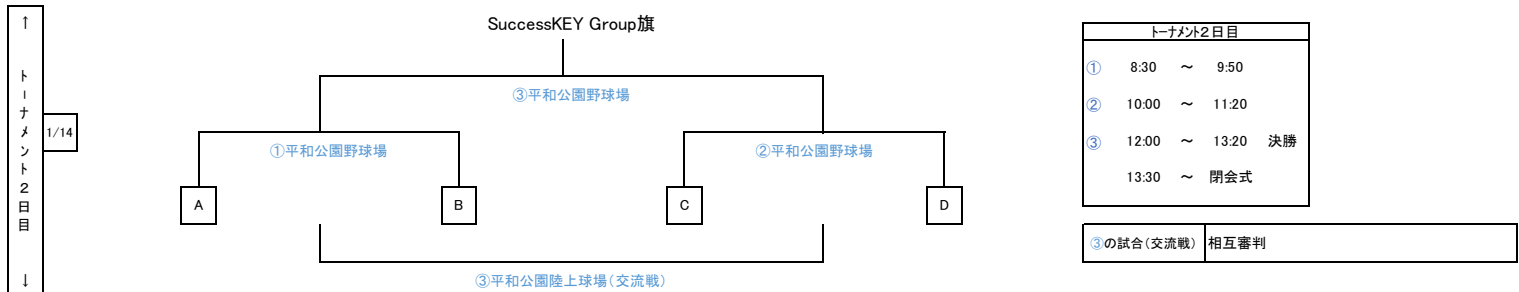 ↑ トーナメント2日目 ↓
1/14
SuccessKEY Group旗
③平和公園野球場
①平和公園野球場
②平和公園野球場
A
B
C
D
③平和公園陸上球場(交流戦)
トーナメント2日目
① 8:30 ～ 9:50
② 10:00 ～ 11:20
③ 12:00 ～ 13:20 決勝
13:30 ～ 閉会式
③の試合(交流戦) 相互審判